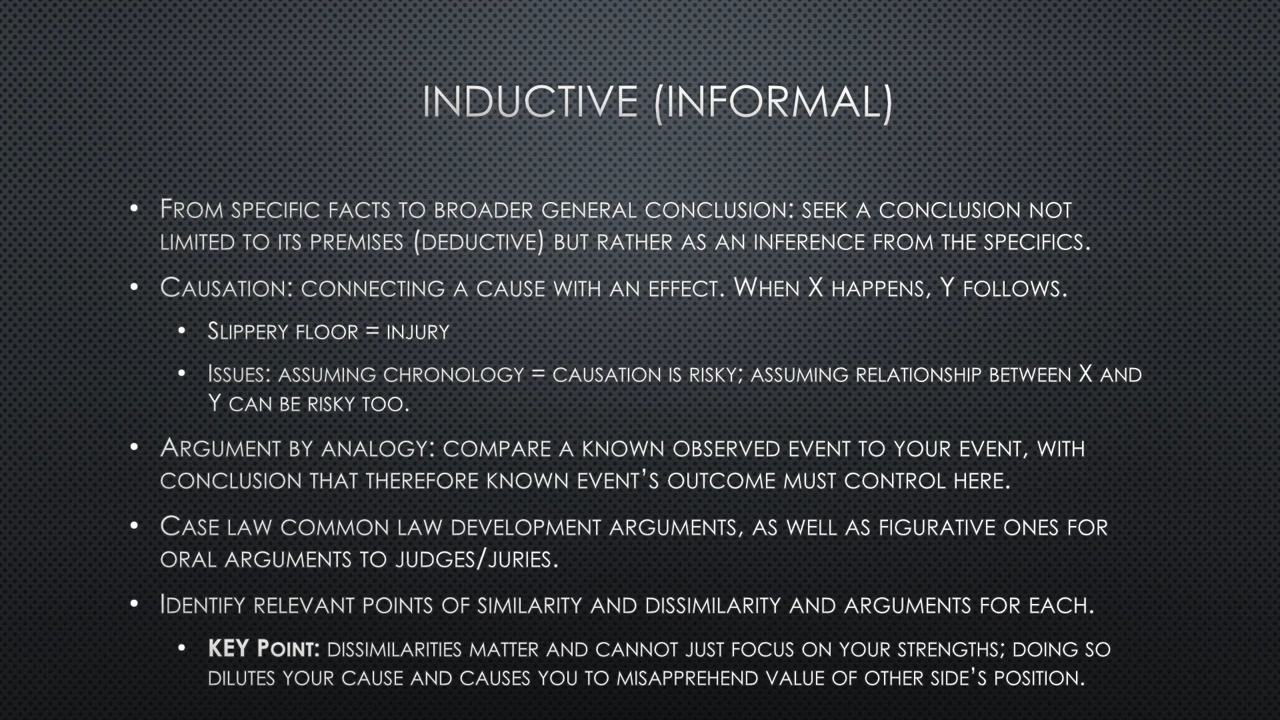 INDUCTIVE (INFORMAL)
• From specific facts to broader general conclusion: seek a conclusion not
limited to its premises (deductive) but rather as an inference from the specifics.
• Causation: connecting a cause with an effect. When X happens, Y follows.
• Slippery floor = injury
• Issues: assuming chronology = causation is risky; assuming relationship between X and
Y can be risky too.
• Argument by analogy: compare a known observed event to your event, with
conclusion that therefore known event's outcome must control here.
• Case law common law development arguments, as well as figurative ones for
oral arguments to judges/juries.
• Identify relevant points of similarity and dissimilarity and arguments for each.
• KEY Point: dissimilarities matter and cannot just focus on your strengths; doing so
dilutes your cause and causes you to misapprehend value of other side's position.